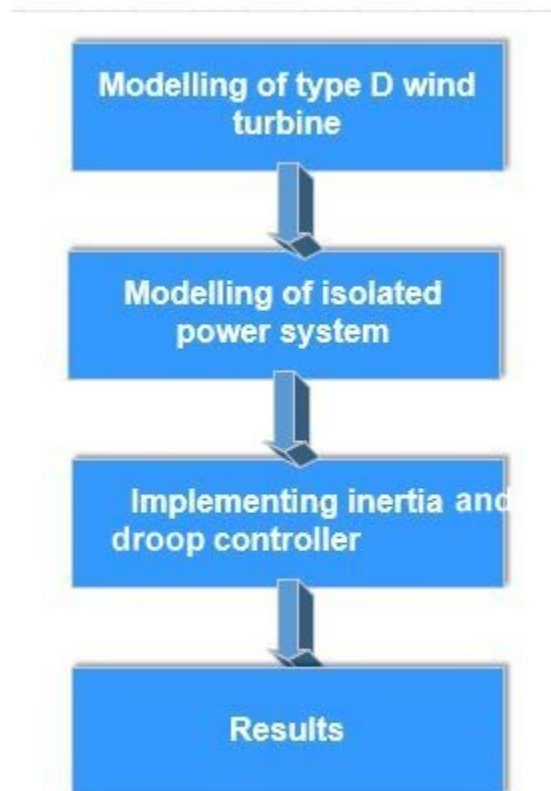 Modelling of type D wind
turbine
Modelling of isolated
power system
Implementing inertia and
droop controller
Results